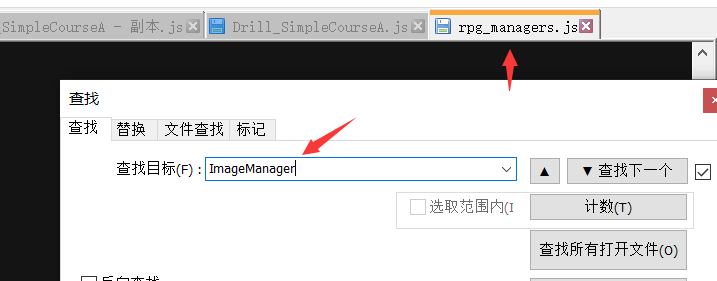 _SimpleCourseA - 副本.js Drill_SimpleCourseA.js rpg_managers.js
查找
查找 替换 文件查找 标记
查找目标(F) : ImageManager ▲ ▼ 查找下一个
选取范围内(I 计数(T)
查找所有打开文件(O)
反向查找